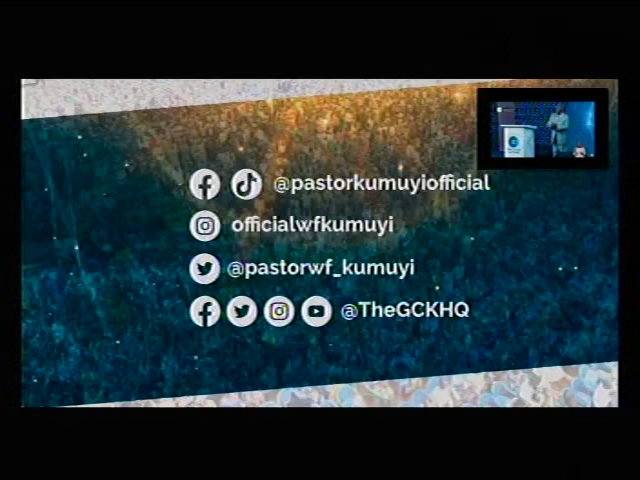 @pastorkumuyiofficial
officialwfkumuyi
@pastorwf_kumuyi
@TheGCKHQ